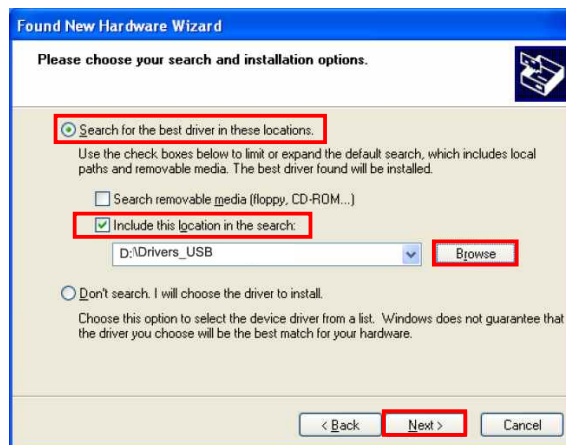 Found New Hardware Wizard
Please choose your search and installation options.
Search for the best driver in these locations.
Use the check boxes below to limit or expand the default search, which includes local
paths and removable media. The best driver found will be installed.
Search removable media (floppy, CD-ROM...)
Include this location in the search:
D:\Drivers_USB
Browse
Don't search. I will choose the driver to install.
Choose this option to select the device driver from a list. Windows does not guarantee that
the driver you choose will be the best match for your hardware.
< Back
Next >
Cancel